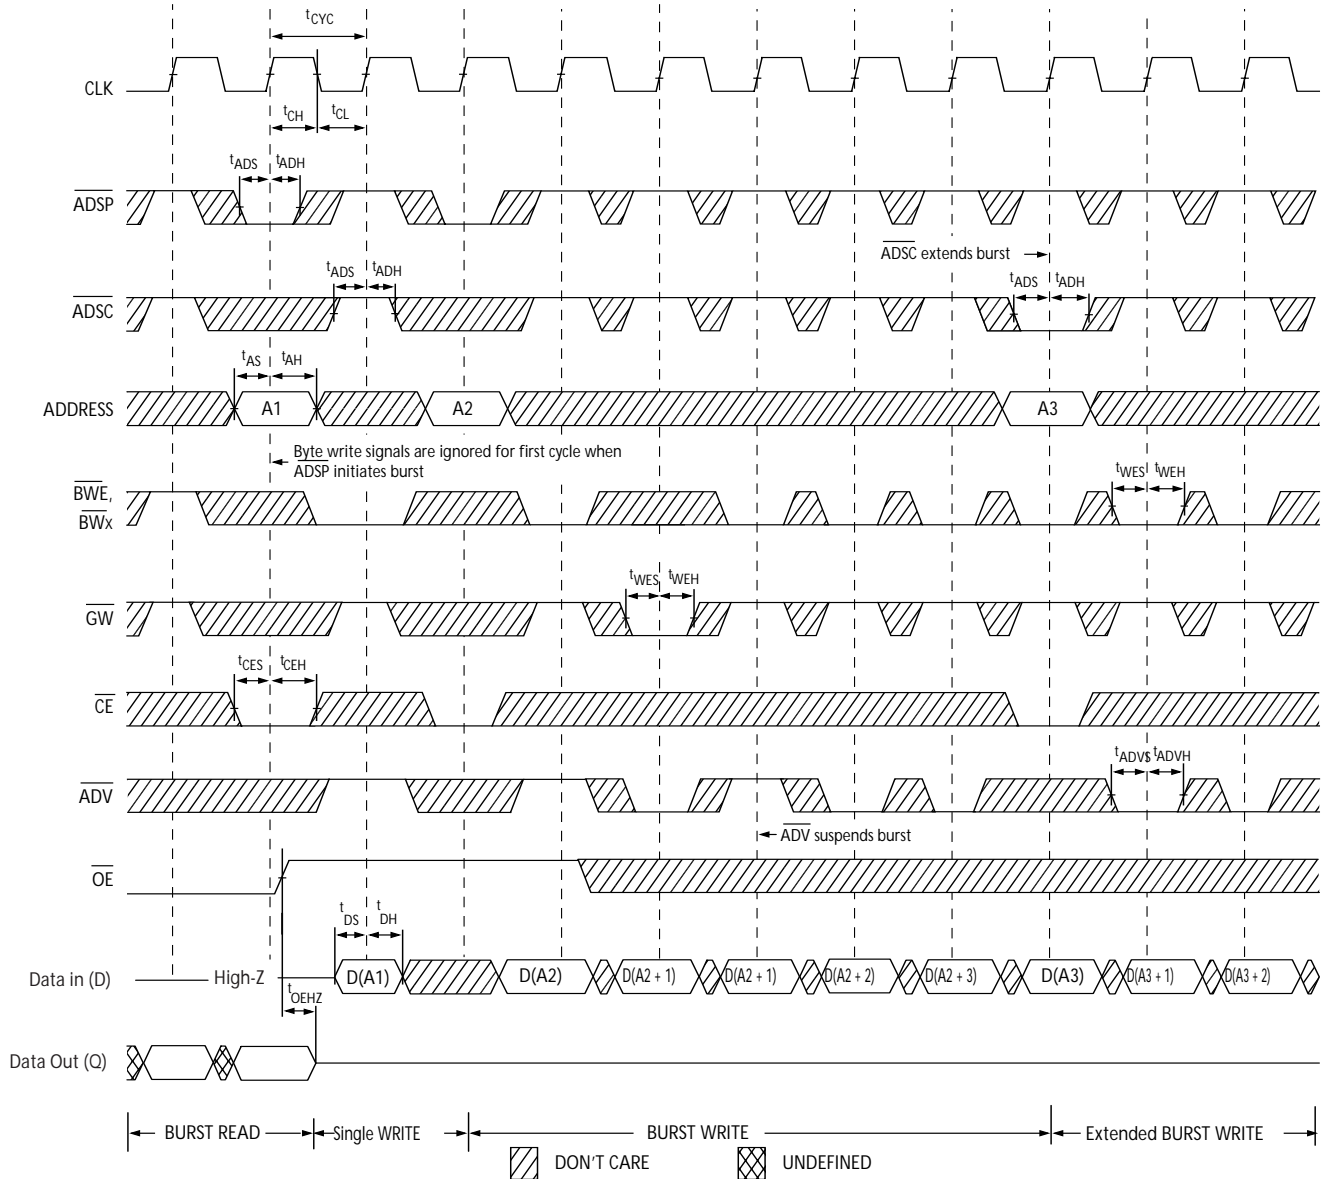 tCYC
CLK
tCH tCL
tADS tADH
ADSP
ADSC extends burst
tADS tADH
tADS tADH
ADSC
tAS tAH
ADDRESS A1 A2 A3
Byte write signals are ignored for first cycle when
ADSP initiates burst
tWES tWEH
BWE,
BWx
tWES tWEH
GW
tCES tCEH
CE
tADVS tADVH
ADV
ADV suspends burst
OE
tDS tDH
Data in (D) High-Z D(A1) D(A2) D(A2 + 1) D(A2 + 1) D(A2 + 2) D(A2 + 3) D(A3) D(A3 + 1) D(A3 + 2)
tOEHZ
Data Out (Q)
BURST READ Single WRITE BURST WRITE Extended BURST WRITE
DON'T CARE UNDEFINED